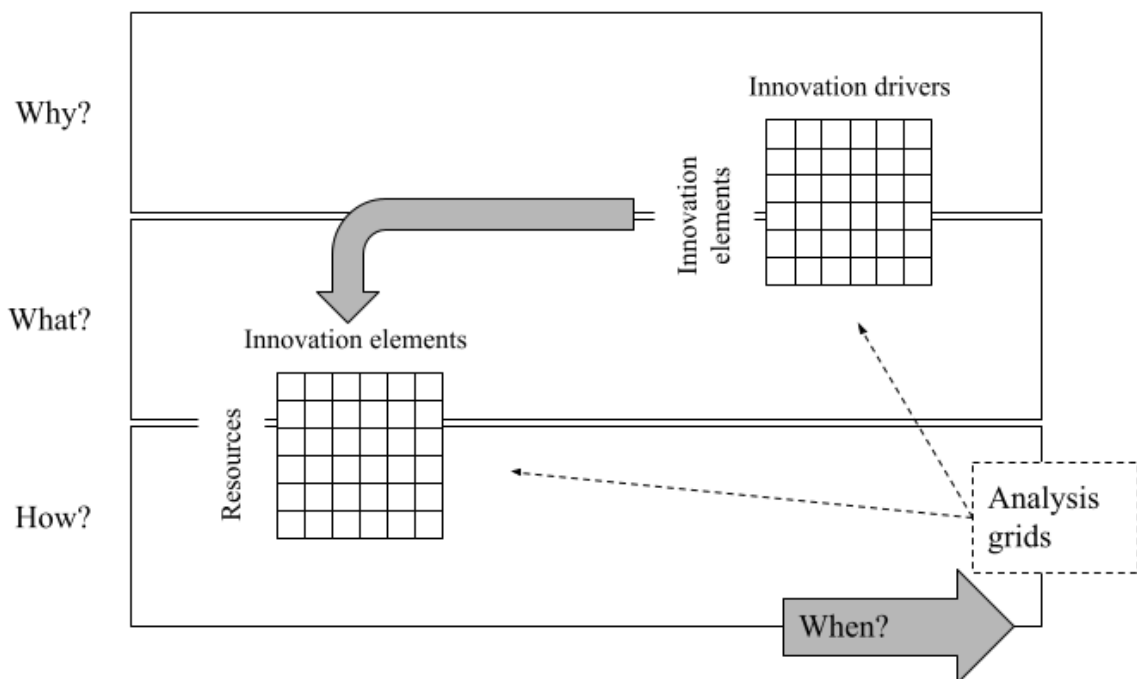 Why?
Innovation drivers
Innovation
elements
What?
Innovation elements
Resources
How?
Analysis
grids
When?